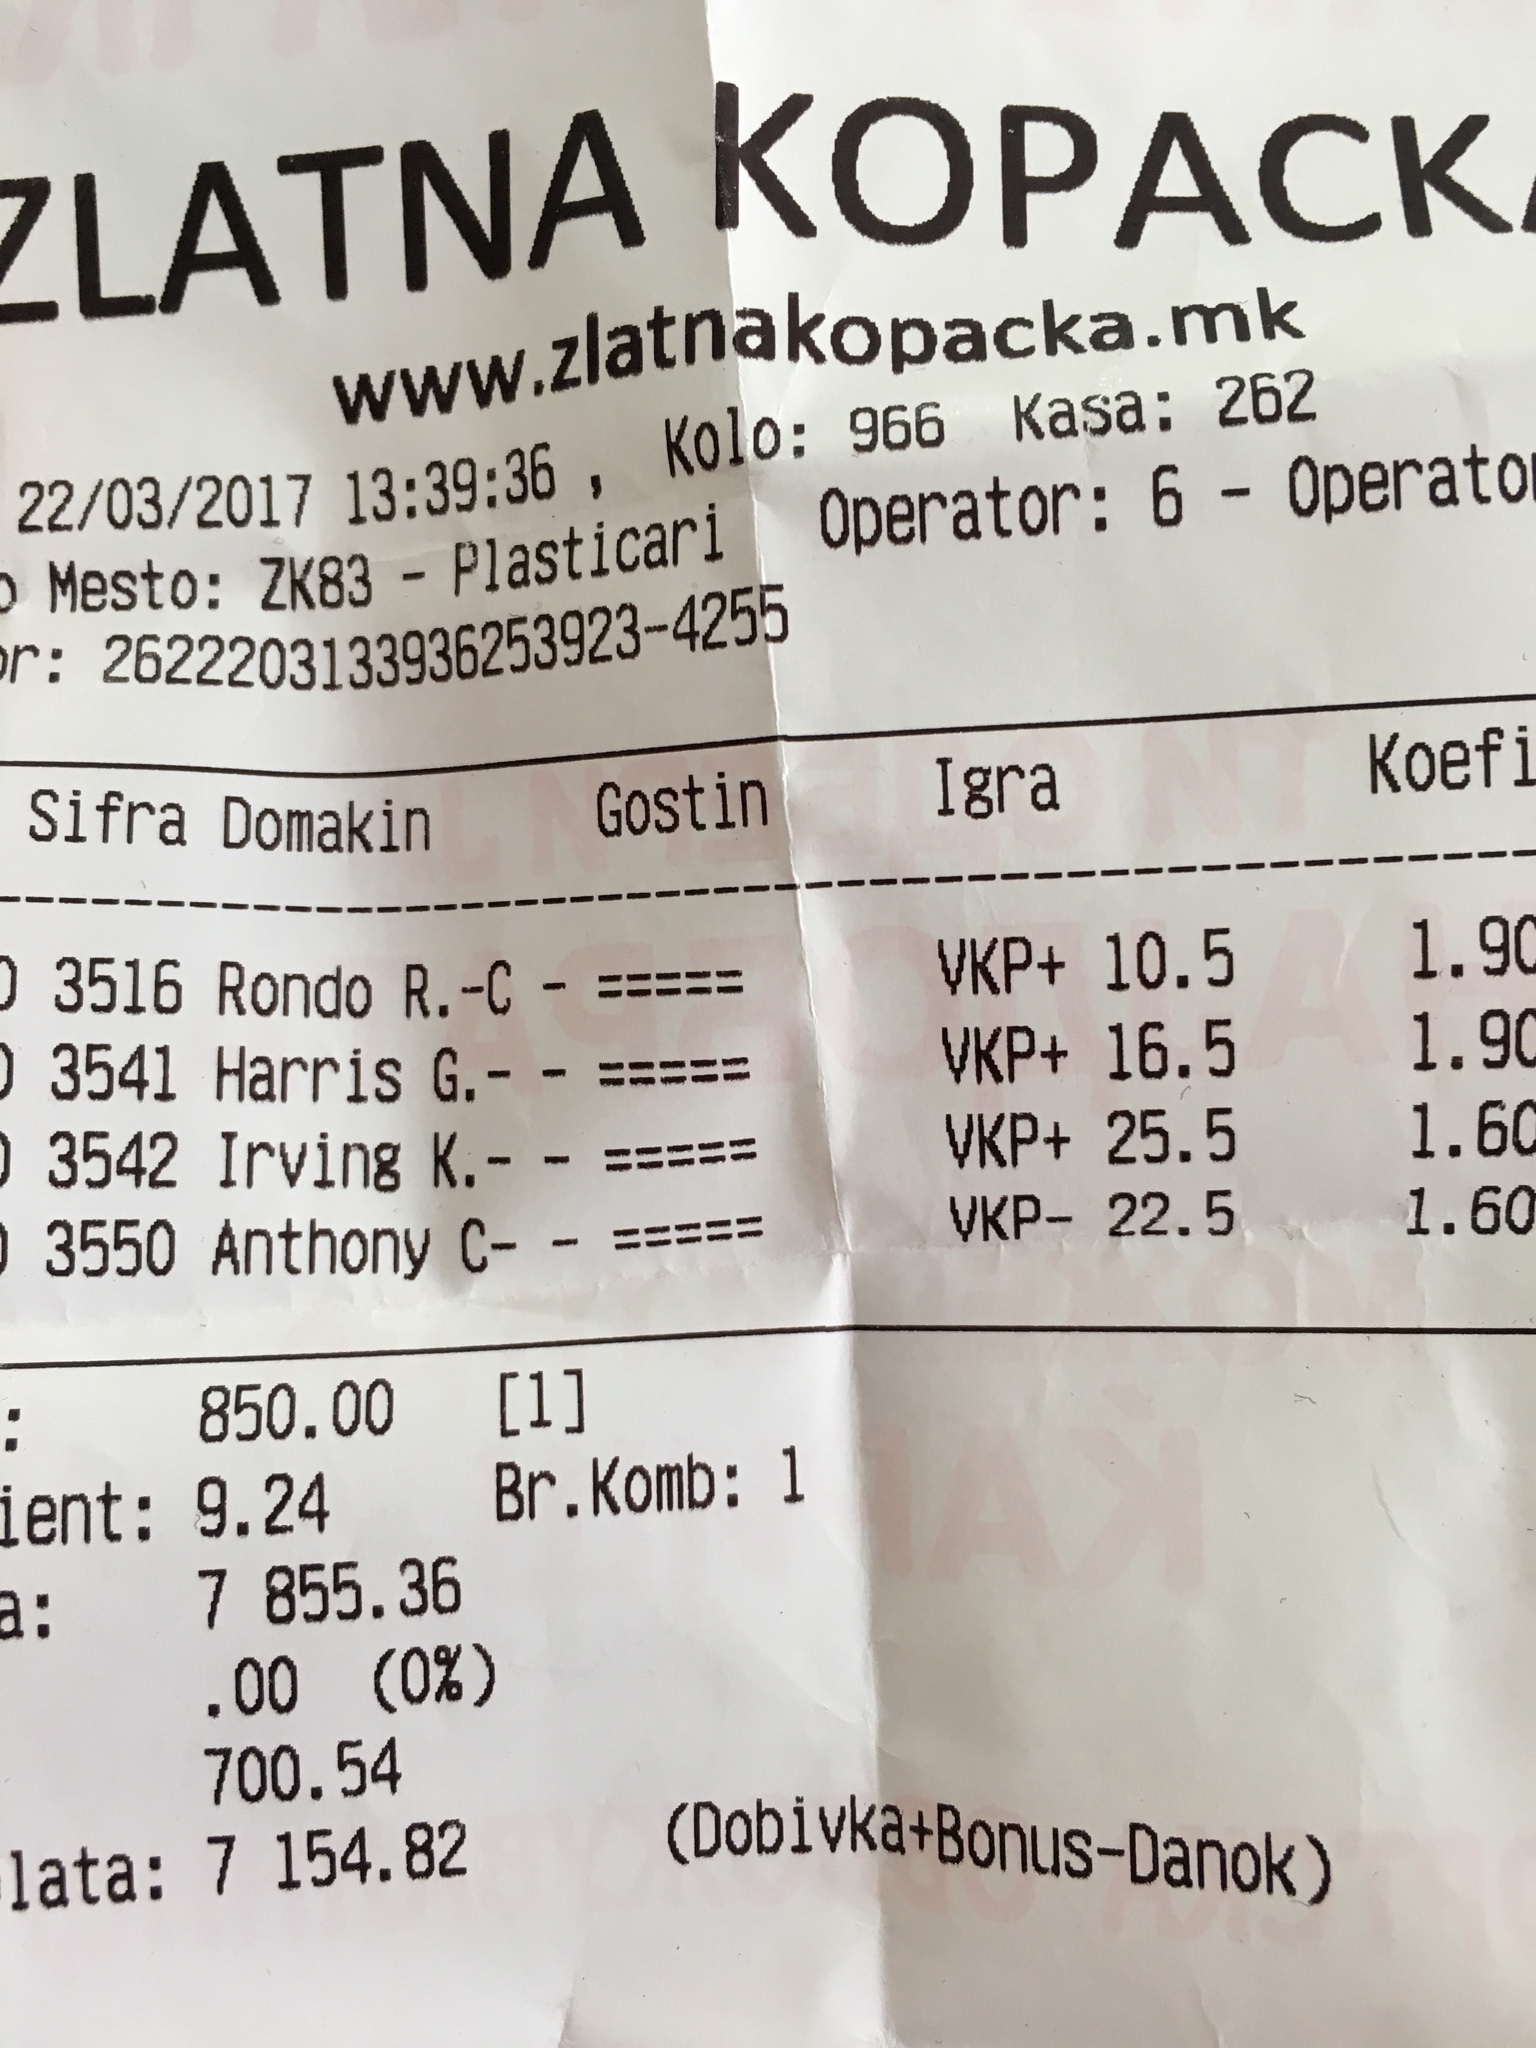 ZLATNA KOPACKA
www.zlatnakopacka.mk
22/03/2017 13:39:36 , Kolo: 966 Kasa: 262
o Mesto: ZK83 - Plasticari Operator: 6 - Operator
or: 2622203133936253923-4255
Sifra Domakin Gostin Igra Koefi
3516 Rondo R.-C - ===== VKP+ 10.5 1.90
3541 Harris G.- - ===== VKP+ 16.5 1.90
3542 Irving K.- - ===== VKP+ 25.5 1.60
3550 Anthony C- - ===== VKP- 22.5 1.60
: 850.00 [1]
ient: 9.24 Br.Komb: 1
a: 7 855.36
.00 (0%)
700.54
lata: 7 154.82 (Dobivka+Bonus-Danok)